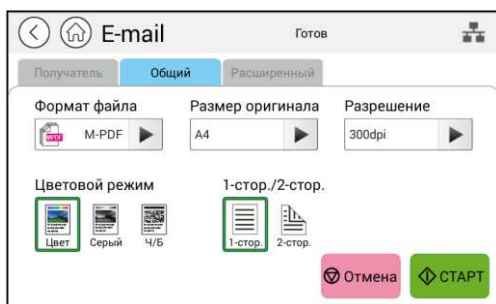 E-mail
Готов
Получатель Общий Расширенный
Формат файла Размер оригинала Разрешение
M-PDF A4 300dpi
Цветовой режим 1-стор./2-стор.
Цвет Серый Ч/Б 1-стор. 2-стор.
Отмена СТАРТ